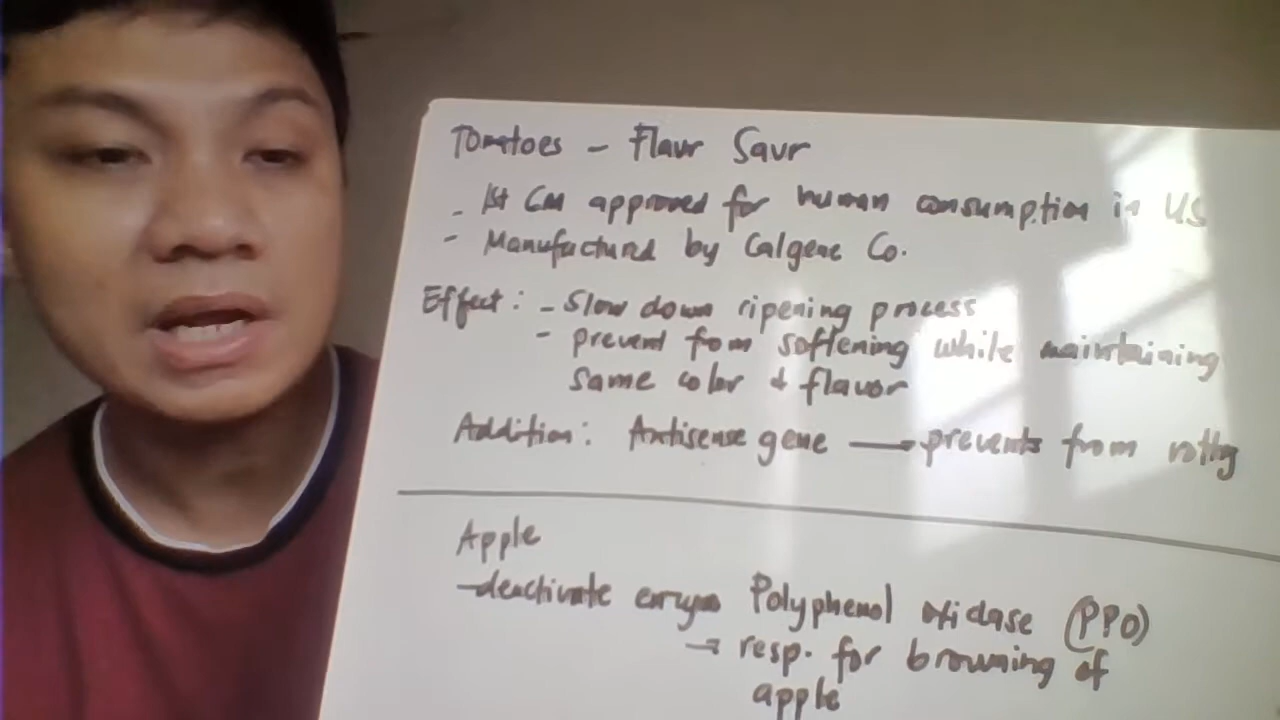 Tomatoes - Flavr Savr
- 1st GM approved for human consumption in US
- Manufactured by Calgene Co.
Effect: - Slow down ripening process
- prevent from softening while maintaining
same color & flavor
Addition: Antisense gene → prevents from rotting
Apple
- deactivate enzyme Polyphenol oxidase (PPO)
→ resp. for browning of
apple